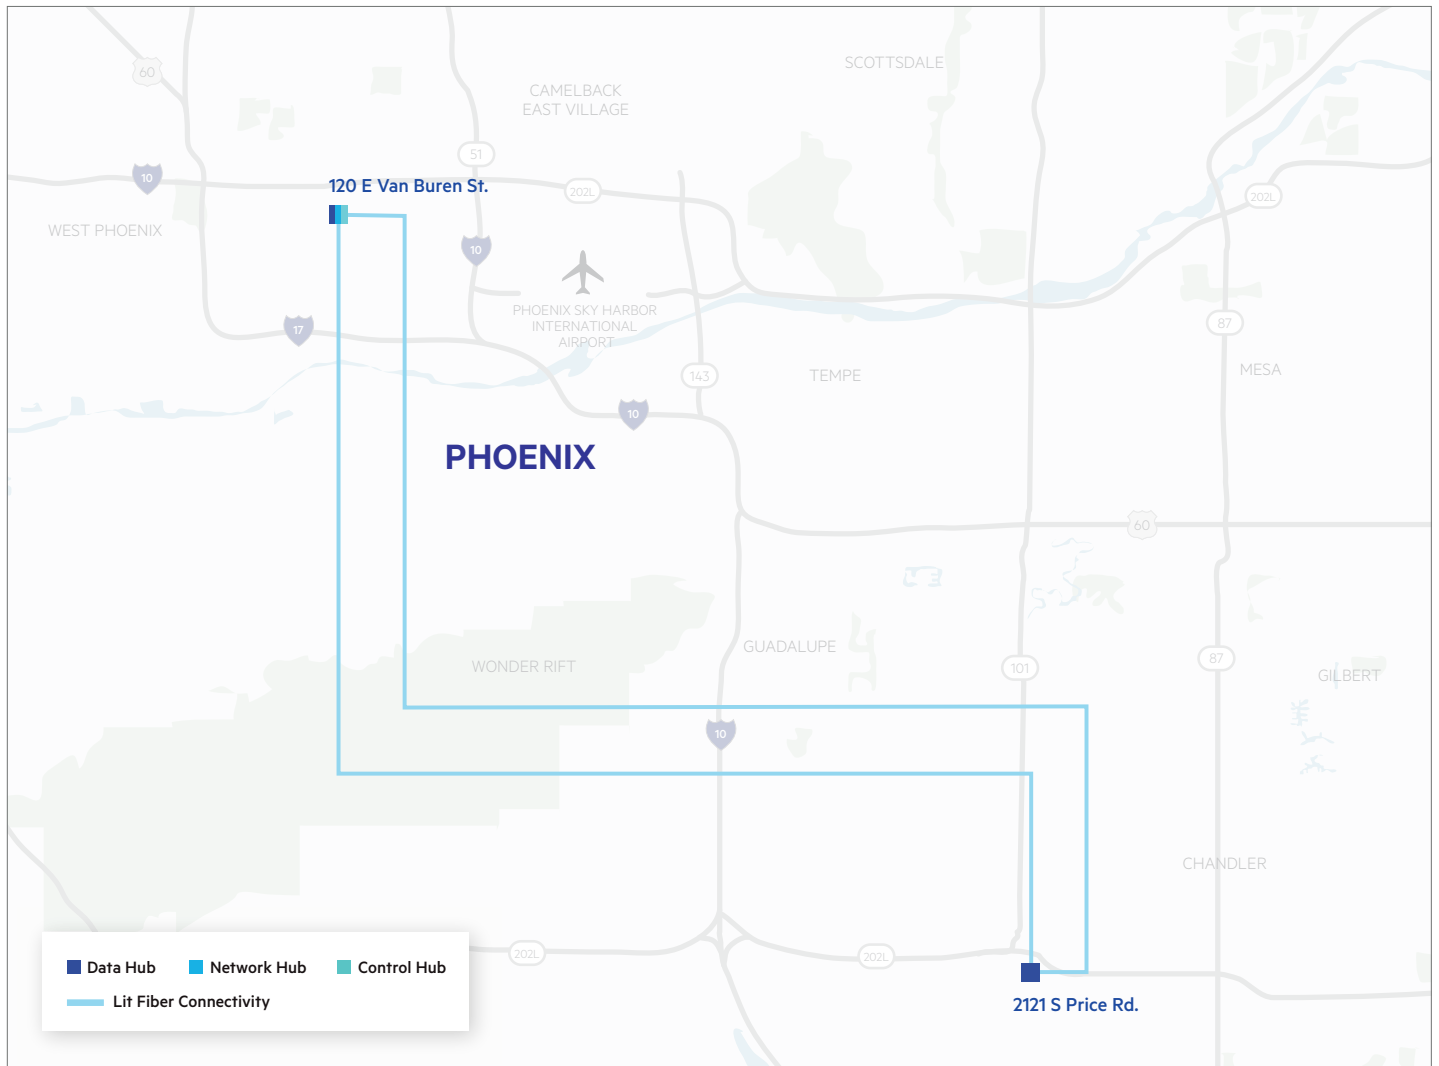 60
SCOTTSDALE
CAMELBACK
EAST VILLAGE
51
10
120 E Van Buren St.
202L
202L
WEST PHOENIX
10
PHOENIX SKY HARBOR
INTERNATIONAL
AIRPORT
17
87
143
TEMPE
MESA
10
PHOENIX
60
GUADALUPE
WONDER RIFT
101
87
GILBERT
10
CHANDLER
202L
202L
Data Hub
Network Hub
Control Hub
Lit Fiber Connectivity
2121 S Price Rd.